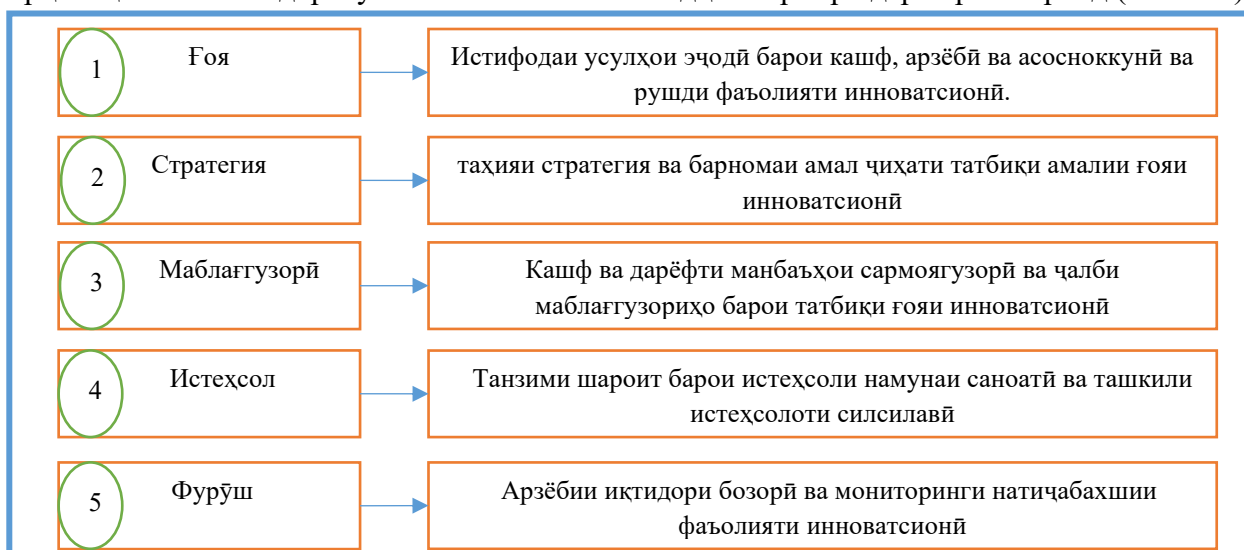 1 Ғоя
Истифодаи усулҳои эҷодӣ барои кашф, арзёбӣ ва асосноккунӣ ва
рушди фаъолияти инноватсионӣ.
2 Стратегия
таҳияи стратегия ва барномаи амал ҷиҳати татбиқи амалии ғояи
инноватсионӣ
3 Маблағгузорӣ
Кашф ва дарёфти манбаъҳои сармоягузорӣ ва ҷалби
маблағгузориҳо барои татбиқи ғояи инноватсионӣ
4 Истеҳсол
Танзими шароит барои истеҳсоли намунаи саноатӣ ва ташкили
истеҳсолоти силсилавӣ
5 Фурӯш
Арзёбии иқтидори бозорӣ ва мониторинги натиҷабахшии
фаъолияти инноватсионӣ